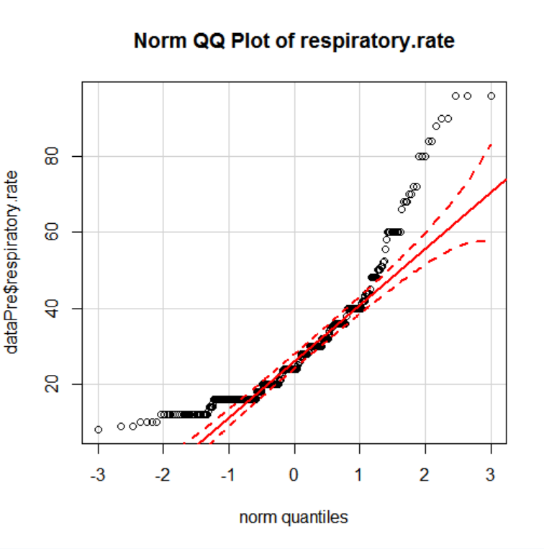 Norm QQ Plot of respiratory.rate
dataPre$respiratory.rate
80
60
40
20
-3 -2 -1 0 1 2 3
norm quantiles